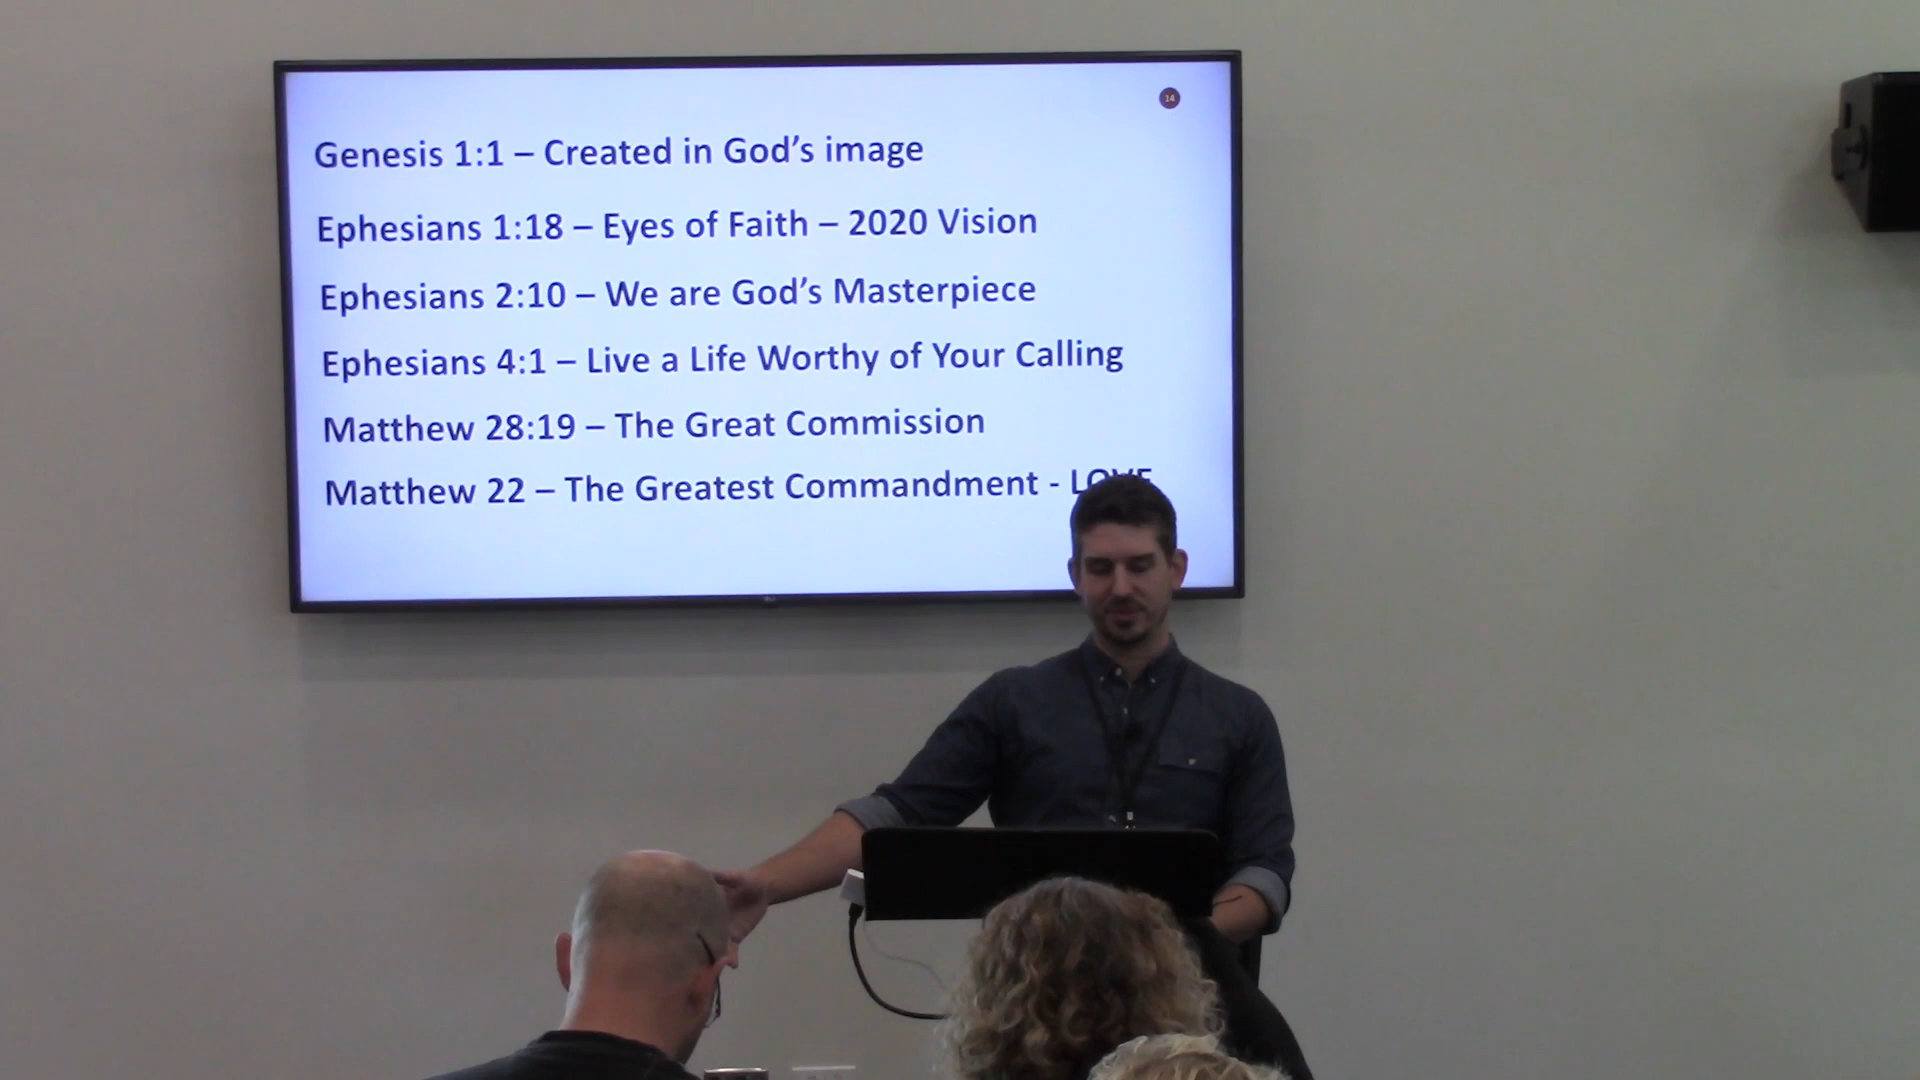 14
Genesis 1:1 – Created in God’s image
Ephesians 1:18 – Eyes of Faith – 2020 Vision
Ephesians 2:10 – We are God’s Masterpiece
Ephesians 4:1 – Live a Life Worthy of Your Calling
Matthew 28:19 – The Great Commission
Matthew 22 – The Greatest Commandment - LOVE